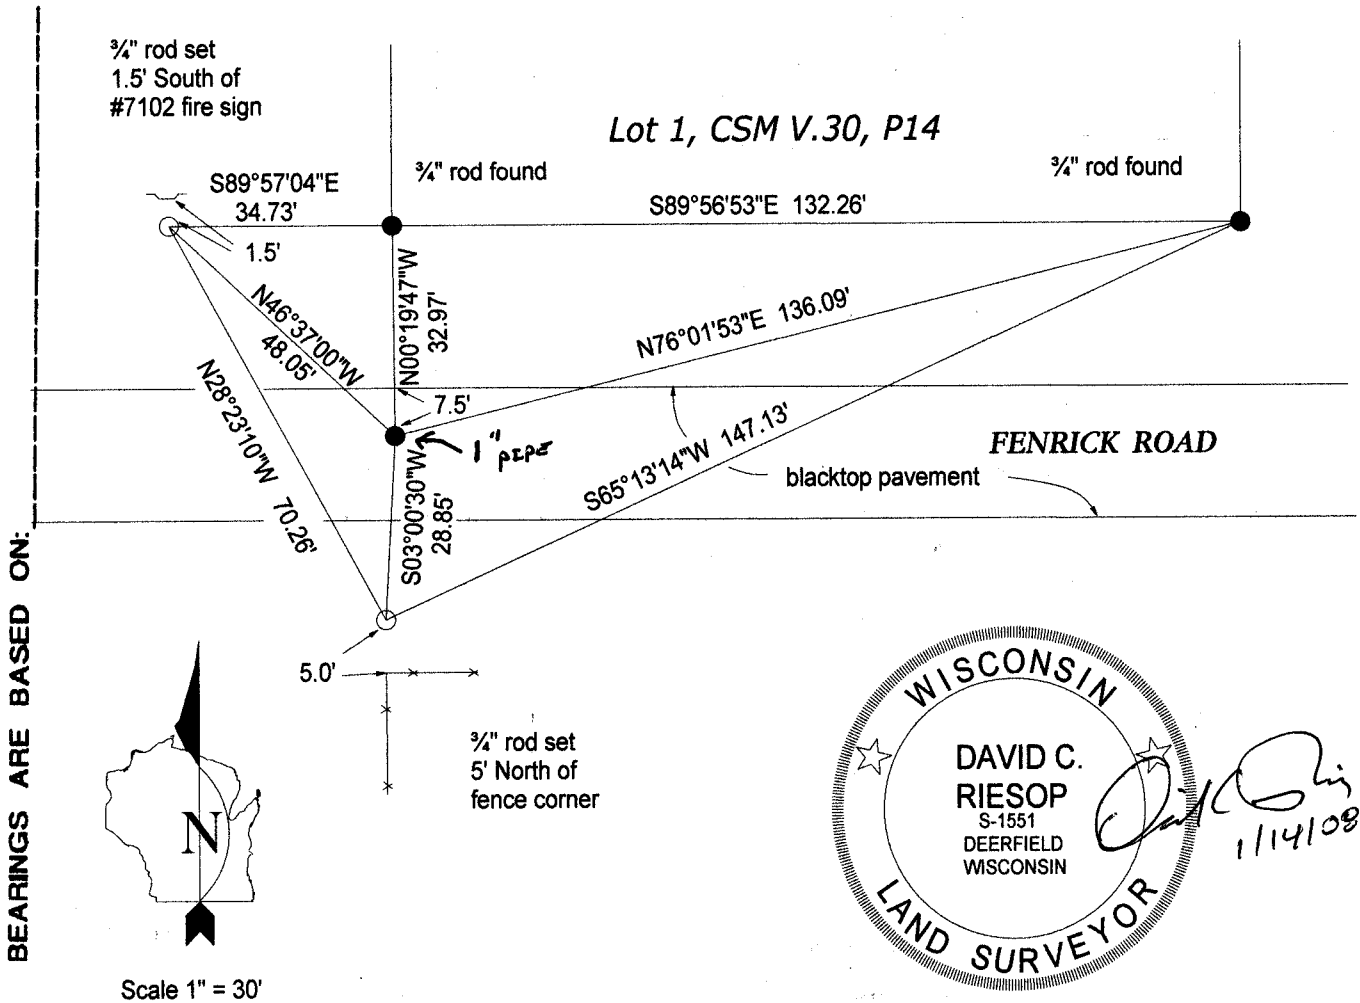 ¾" rod set
1.5' South of
#7102 fire sign
Lot 1, CSM V.30, P14
¾" rod found
¾" rod found
S89°57'04"E
34.73'
S89°56'53"E 132.26'
1.5'
N00°19'47"W
32.97'
N46°37'00"W
48.05'
N76°01'53"E 136.09'
N28°23'10"W 70.26'
7.5'
1" PIPE
FENRICK ROAD
S65°13'14"W 147.13'
blacktop pavement
S03°00'30"W
28.85'
5.0'
¾" rod set
5' North of
fence corner
BEARINGS ARE BASED ON:
N
Scale 1" = 30'
WISCONSIN
DAVID C.
RIESOP
S-1551
DEERFIELD
WISCONSIN
LAND SURVEYOR
1/14/08